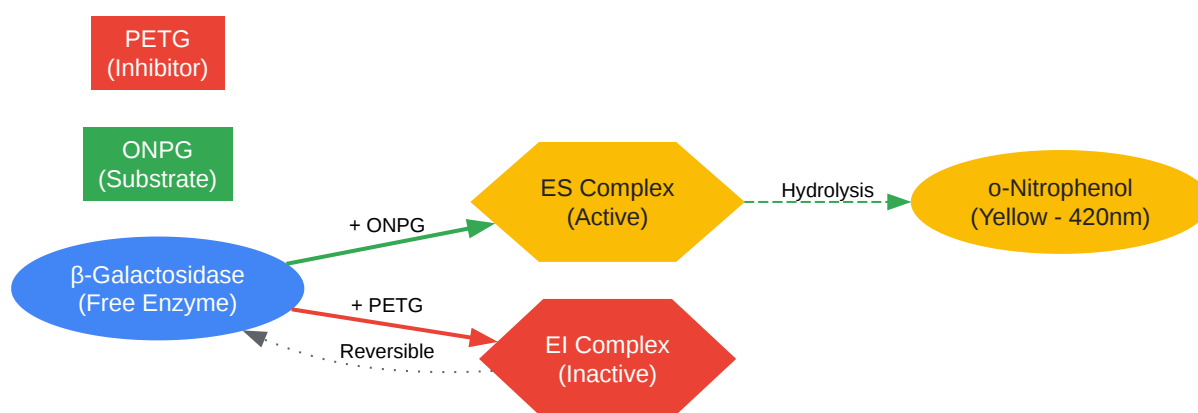 PETG
(Inhibitor)
ONPG
(Substrate)
β-Galactosidase
(Free Enzyme)
+ ONPG
+ PETG
Reversible
ES Complex
(Active)
EI Complex
(Inactive)
Hydrolysis
o-Nitrophenol
(Yellow - 420nm)